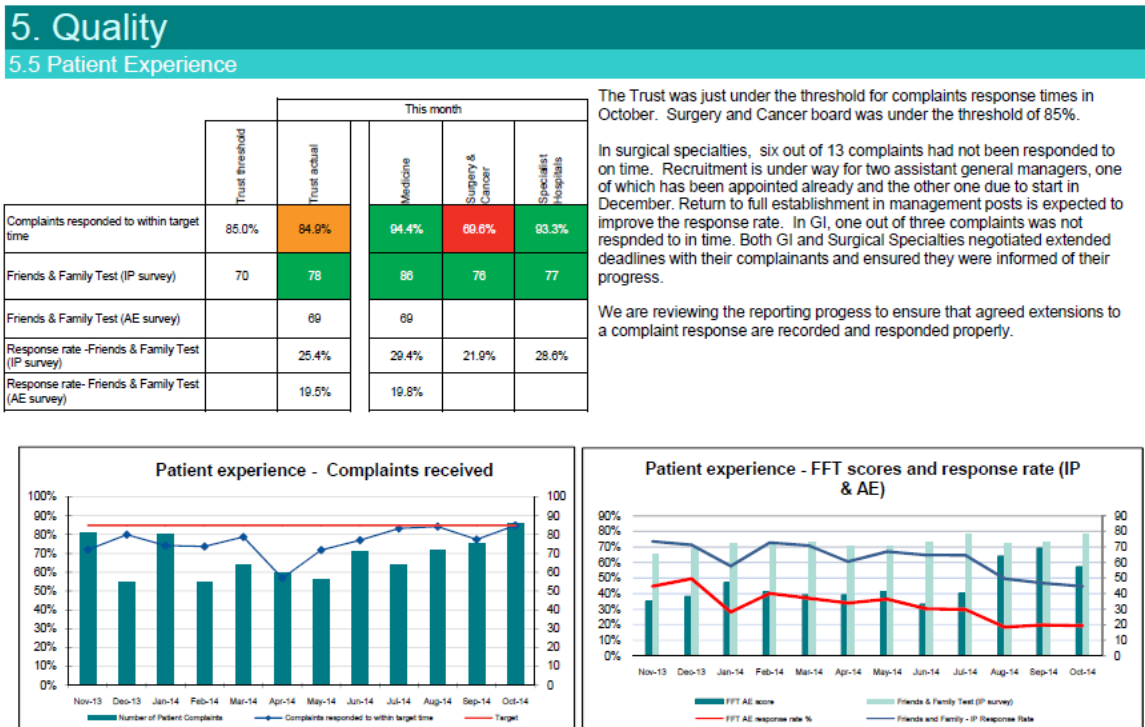 5. Quality
5.5 Patient Experience
This month
Trust threshold
Trust actual
Medicine
Surgery &
Cancer
Specialist
Hospitals
Complaints responded to within target
time
85.0%
84.9%
94.4%
69.6%
93.3%
Friends & Family Test (IP survey)
70
78
86
76
77
Friends & Family Test (AE survey)
69
69
Response rate -Friends & Family Test
(IP survey)
25.4%
29.4%
21.9%
28.6%
Response rate- Friends & Family Test
(AE survey)
19.5%
19.8%
The Trust was just under the threshold for complaints response times in
October. Surgery and Cancer board was under the threshold of 85%.
In surgical specialties, six out of 13 complaints had not been responded to
on time. Recruitment is under way for two assistant general managers, one
of which has been appointed already and the other one due to start in
December. Return to full establishment in management posts is expected to
improve the response rate. In GI, one out of three complaints was not
respnded to in time. Both GI and Surgical Specialties negotiated extended
deadlines with their complainants and ensured they were informed of their
progress.
We are reviewing the reporting progess to ensure that agreed extensions to
a complaint response are recorded and responded properly.
Patient experience - Complaints received
100%
90%
80%
70%
60%
50%
40%
30%
20%
10%
0%
100
90
80
70
60
50
40
30
20
10
0
Nov-13 Dec-13 Jan-14 Feb-14 Mar-14 Apr-14 May-14 Jun-14 Jul-14 Aug-14 Sep-14 Oct-14
Number of Patient Complaints
Complaints responded to within target time
Target
Patient experience - FFT scores and response rate (IP
& AE)
90%
80%
70%
60%
50%
40%
30%
20%
10%
0%
90
80
70
60
50
40
30
20
10
0
Nov-13 Dec-13 Jan-14 Feb-14 Mar-14 Apr-14 May-14 Jun-14 Jul-14 Aug-14 Sep-14 Oct-14
FFT AE score
Friends & Family Test (IP survey)
FFT AE response rate %
Friends and Family - IP Response Rate